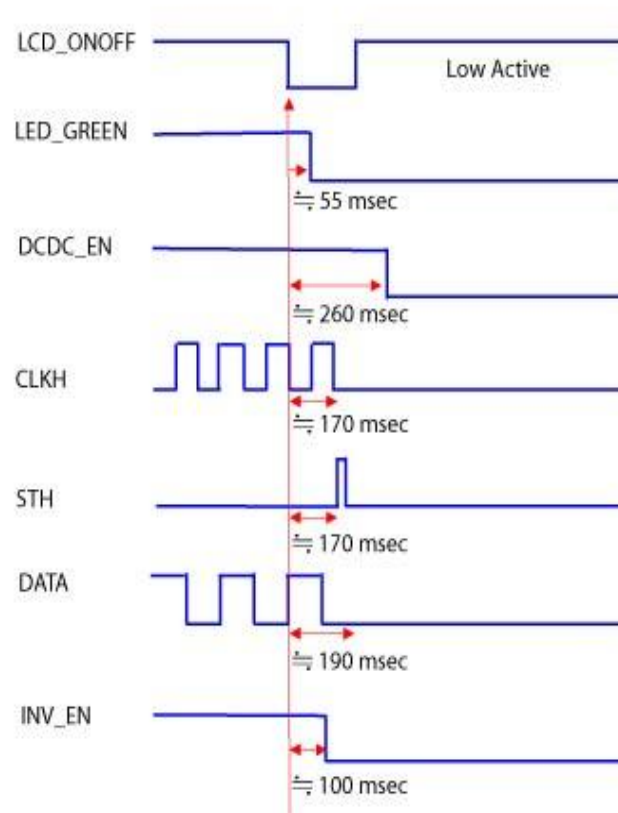 LCD_ONOFF
Low Active
LED_GREEN
≒ 55 msec
DCDC_EN
≒ 260 msec
CLKH
≒ 170 msec
STH
≒ 170 msec
DATA
≒ 190 msec
INV_EN
≒ 100 msec